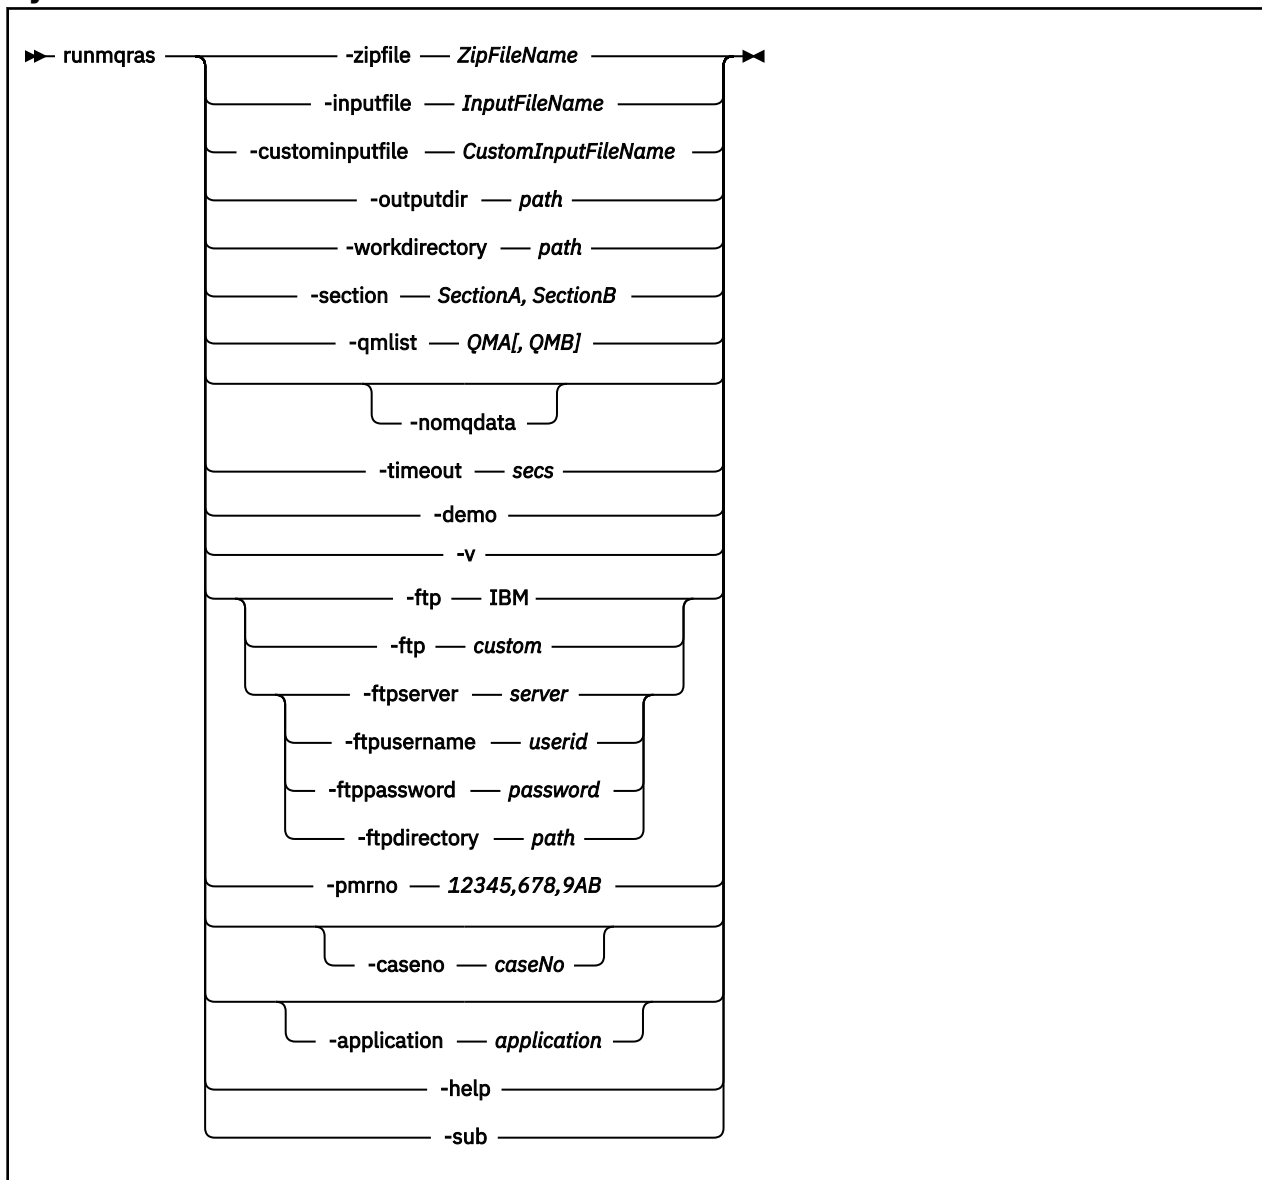 runmqras -zipfile ZipFileName
-inputfile InputFileName
-custominputfile CustomInputFileName
-outputdir path
-workdirectory path
-section SectionA, SectionB
-qmlist QMA[, QMB]
-nomqdata
-timeout secs
-demo
-v
-ftp IBM
-ftp custom
-ftpserver server
-ftpusername userid
-ftppassword password
-ftpdirectory path
-pmrno 12345,678,9AB
-caseno caseNo
-application application
-help
-sub